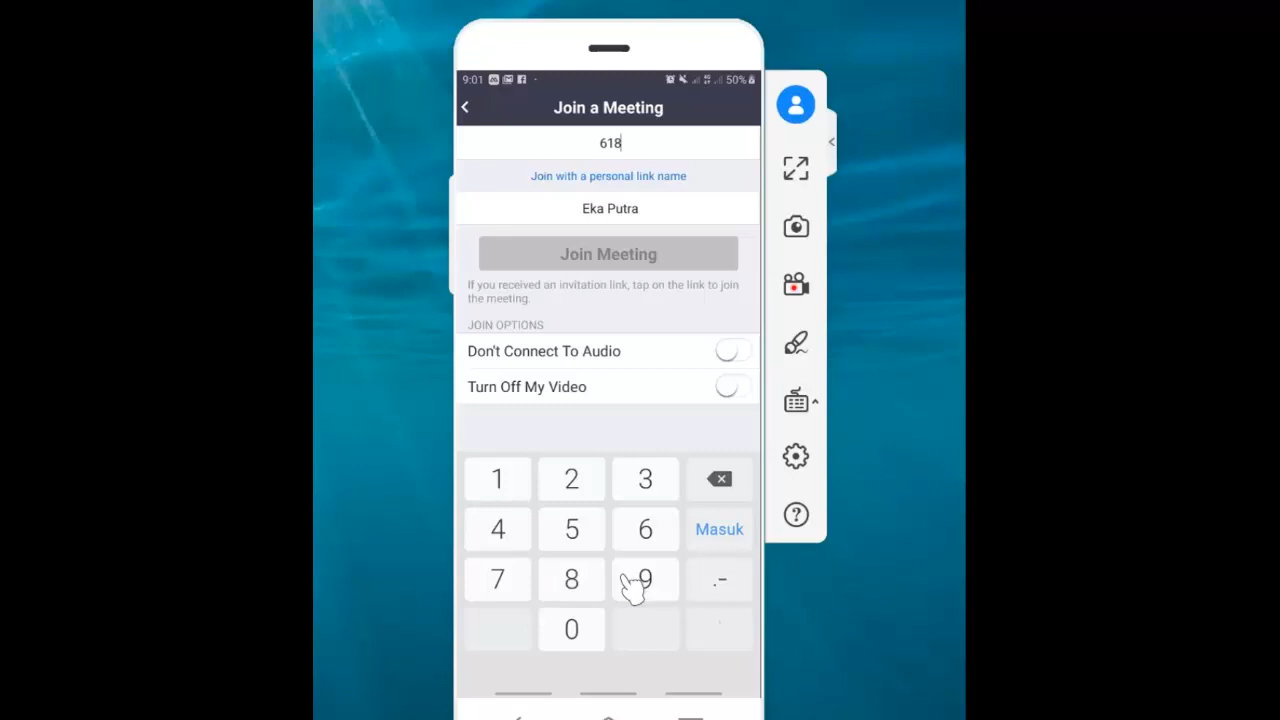 9:01
50%
Join a Meeting
618
Join with a personal link name
Eka Putra
Join Meeting
If you received an invitation link, tap on the link to join
the meeting.
JOIN OPTIONS
Don't Connect To Audio
Turn Off My Video
1 2 3
4 5 6 Masuk
7 8 9 .-
0